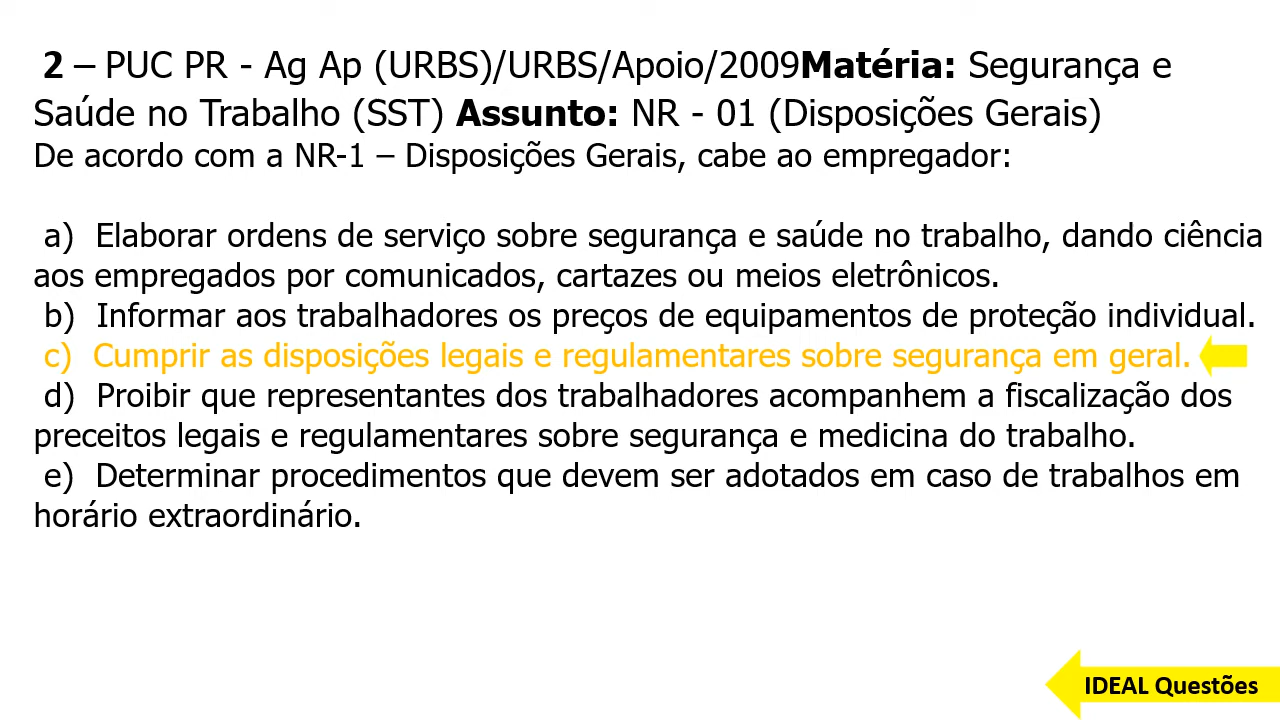 2 – PUC PR - Ag Ap (URBS)/URBS/Apoio/2009Matéria: Segurança e
Saúde no Trabalho (SST) Assunto: NR - 01 (Disposições Gerais)
De acordo com a NR-1 – Disposições Gerais, cabe ao empregador:
a) Elaborar ordens de serviço sobre segurança e saúde no trabalho, dando ciência
aos empregados por comunicados, cartazes ou meios eletrônicos.
b) Informar aos trabalhadores os preços de equipamentos de proteção individual.
c) Cumprir as disposições legais e regulamentares sobre segurança em geral.
d) Proibir que representantes dos trabalhadores acompanhem a fiscalização dos
preceitos legais e regulamentares sobre segurança e medicina do trabalho.
e) Determinar procedimentos que devem ser adotados em caso de trabalhos em
horário extraordinário.
IDEAL Questões